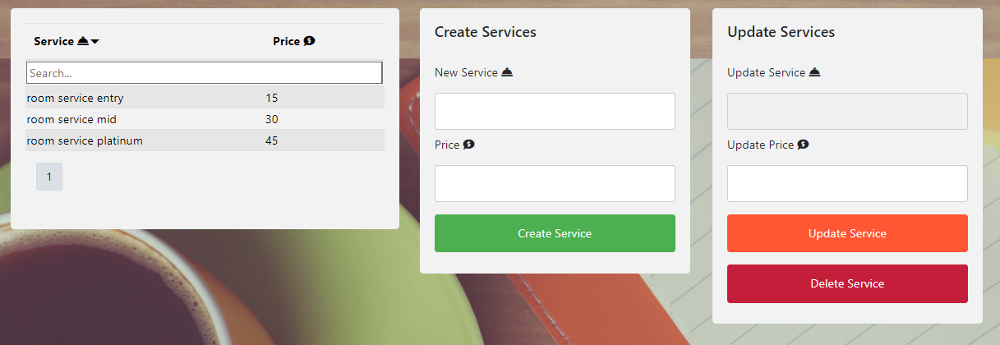 Service Price
Search...
room service entry 15
room service mid 30
room service platinum 45
1
Create Services
New Service
Price
Create Service
Update Services
Update Service
Update Price
Update Service
Delete Service